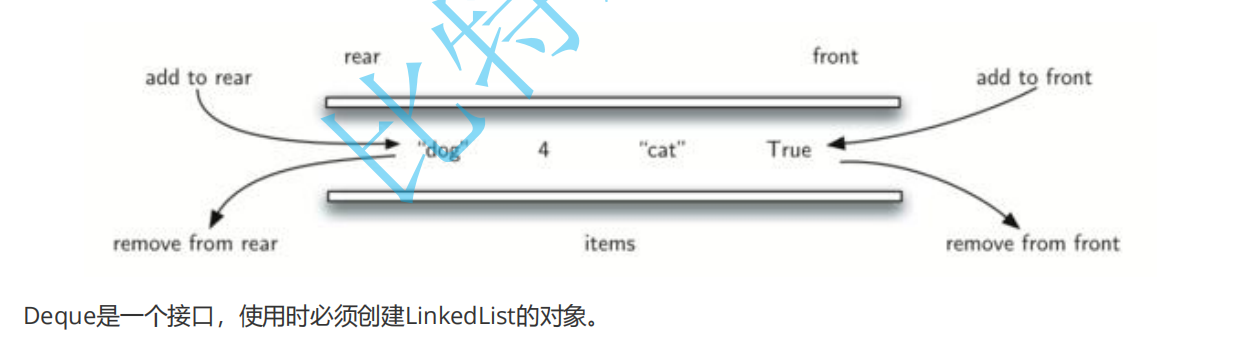 rear front
add to rear add to front
"dog" 4 "cat" True
remove from rear items remove from front
Deque是一个接口，使用时必须创建LinkedList的对象。
比特